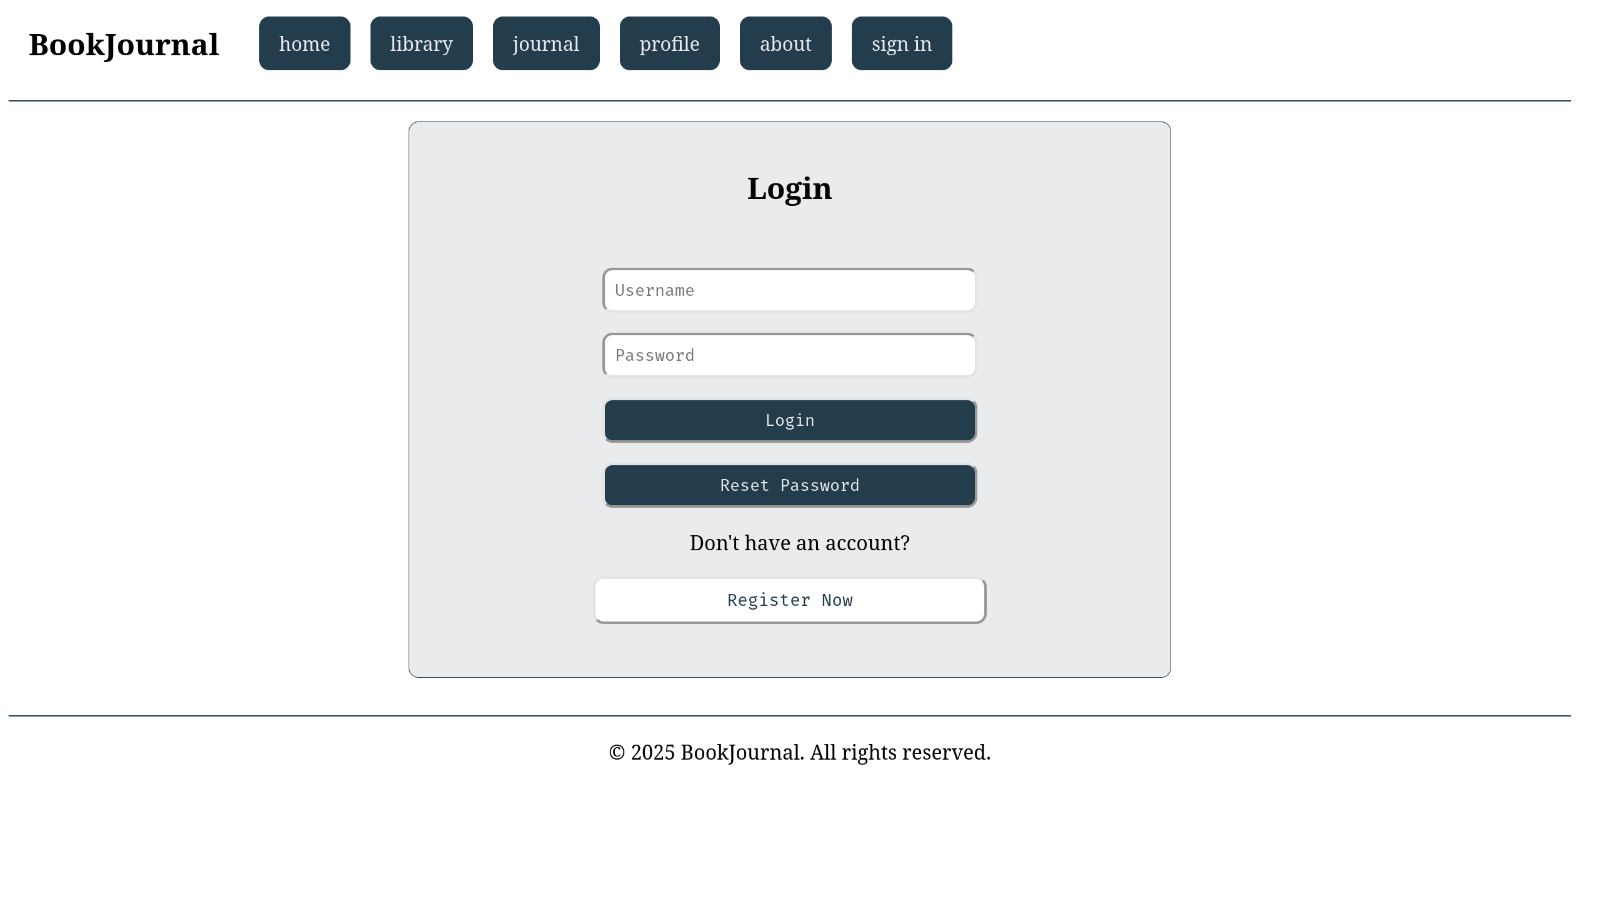 BookJournal home library journal profile about sign in
Login
Username
Password
Login
Reset Password
Don't have an account?
Register Now
© 2025 BookJournal. All rights reserved.